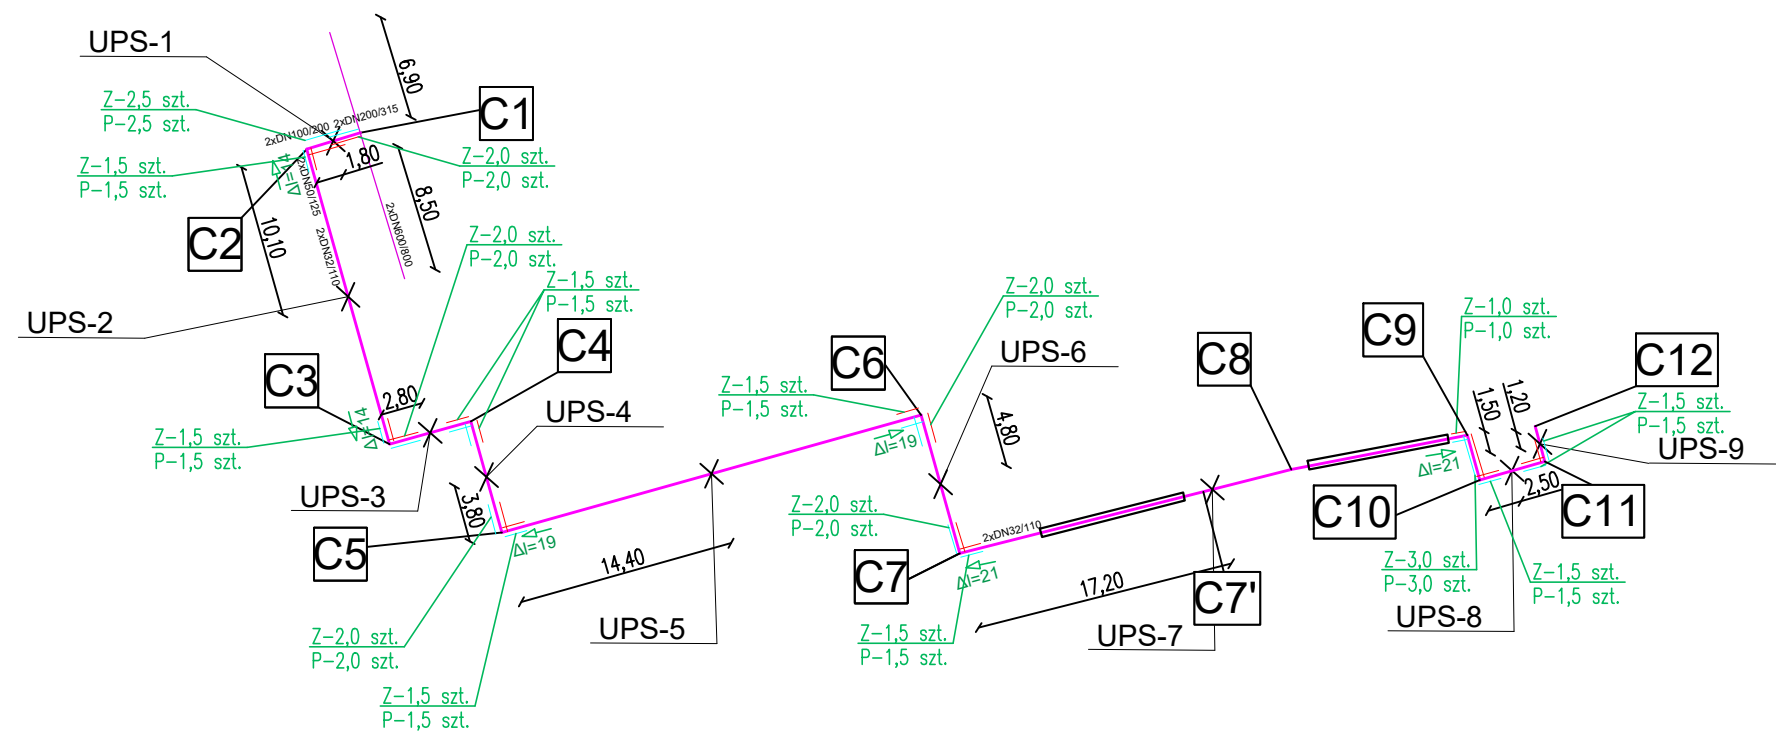 UPS-1
6,90
C1
Z-2,5 szt.
P-2,5 szt.
2xDN100/200
2xDN200/315
Z-1,5 szt.
P-1,5 szt.
Δl=14
2xDN50/125
1,80
Z-2,0 szt.
P-2,0 szt.
8,50
2xDN600/800
C2
10,10
2xDN32/110
Z-2,0 szt.
P-2,0 szt.
Z-1,5 szt.
P-1,5 szt.
UPS-2
C3
2,80
C4
Δl=14
Z-1,5 szt.
P-1,5 szt.
UPS-3
UPS-4
3,80
C5
Δl=19
14,40
Z-2,0 szt.
P-2,0 szt.
Z-1,5 szt.
P-1,5 szt.
UPS-5
Z-1,5 szt.
P-1,5 szt.
C6
Z-2,0 szt.
P-2,0 szt.
UPS-6
Δl=19
4,80
Z-2,0 szt.
P-2,0 szt.
2xDN32/110
C7
Δl=21
17,20
Z-1,5 szt.
P-1,5 szt.
UPS-7
C7'
C8
C9
Z-1,0 szt.
P-1,0 szt.
Δl=21
1,50
1,20
C12
Z-1,5 szt.
P-1,5 szt.
UPS-9
C10
2,50
C11
Z-3,0 szt.
P-3,0 szt.
Z-1,5 szt.
P-1,5 szt.
UPS-8